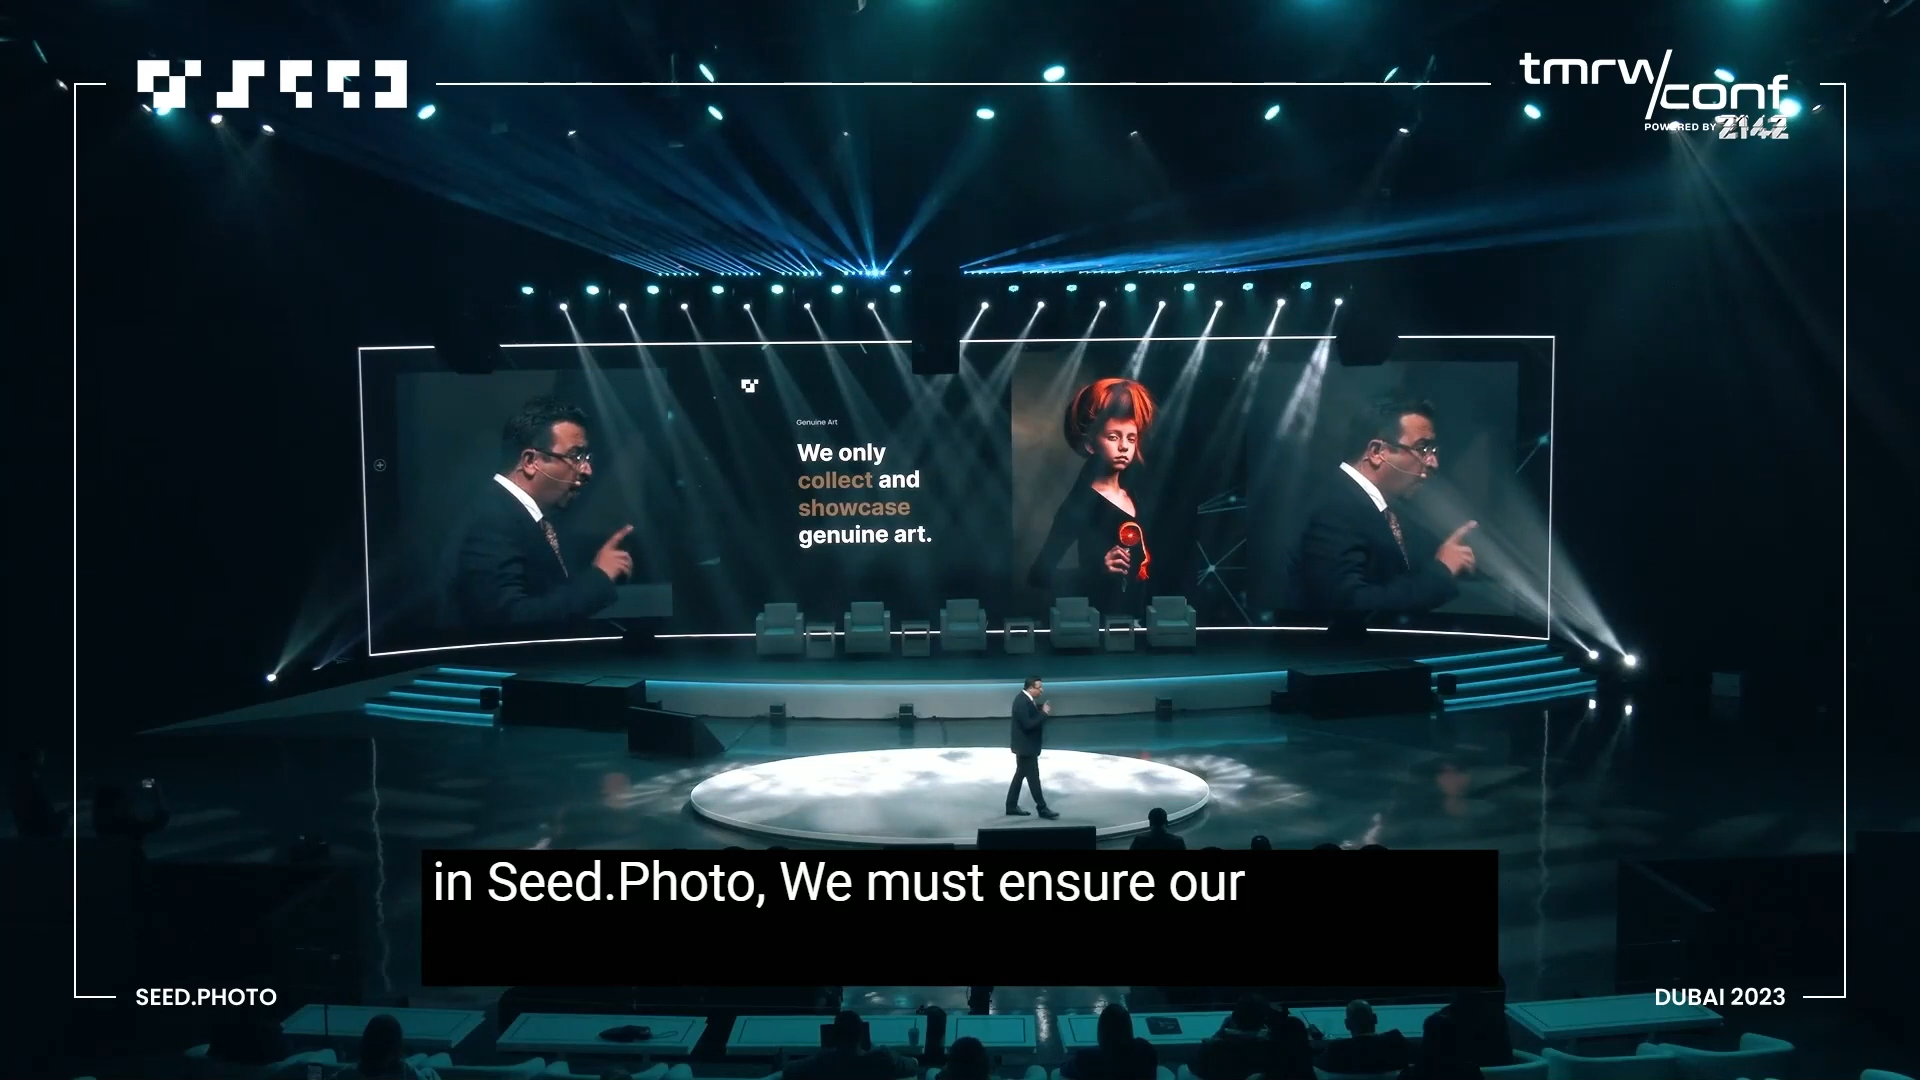 seed
tmrw/conf
POWERED BY 2142
Genuine Art
We only
collect and
showcase
genuine art.
in Seed.Photo, We must ensure our
SEED.PHOTO
DUBAI 2023